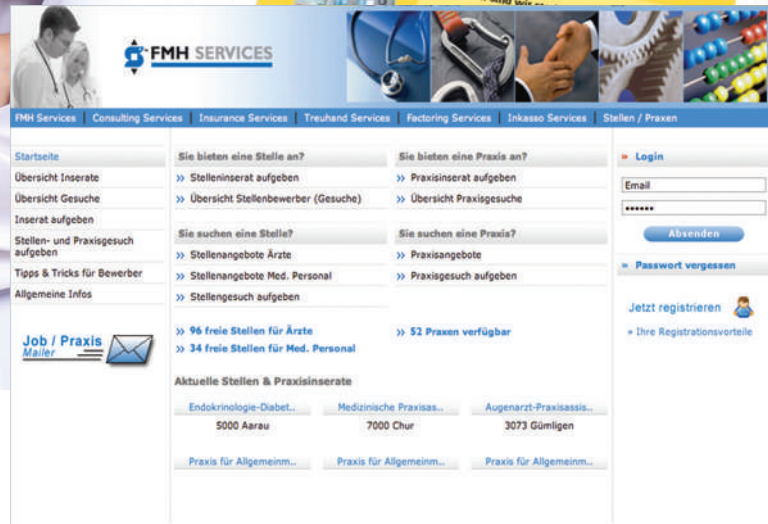 und wir
FMH SERVICES
FMH Services | Consulting Services | Insurance Services | Treuhand Services | Factoring Services | Inkasso Services | Stellen / Praxen
Startseite
Übersicht Inserate
Übersicht Gesuche
Inserat aufgeben
Stellen- und Praxisgesuch
aufgeben
Tipps & Tricks für Bewerber
Allgemeine Infos
Job / Praxis
Mailer
Sie bieten eine Stelle an?
» Stelleninserat aufgeben
» Übersicht Stellenbewerber (Gesuche)
Sie bieten eine Praxis an?
» Praxisinserat aufgeben
» Übersicht Praxisgesuche
Sie suchen eine Stelle?
» Stellenangebote Ärzte
» Stellenangebote Med. Personal
» Stellengesuch aufgeben
Sie suchen eine Praxis?
» Praxisangebote
» Praxisgesuch aufgeben
» 96 freie Stellen für Ärzte
» 34 freie Stellen für Med. Personal
» 52 Praxen verfügbar
Aktuelle Stellen & Praxisinserate
Endokrinologie-Diabet..
5000 Aarau
Medizinische Praxisas..
7000 Chur
Augenarzt-Praxisassis..
3073 Gümligen
Praxis für Allgemeinm..
Praxis für Allgemeinm..
Praxis für Allgemeinm..
» Login
Email
••••••
Absenden
» Passwort vergessen
Jetzt registrieren
» Ihre Registrationsvorteile